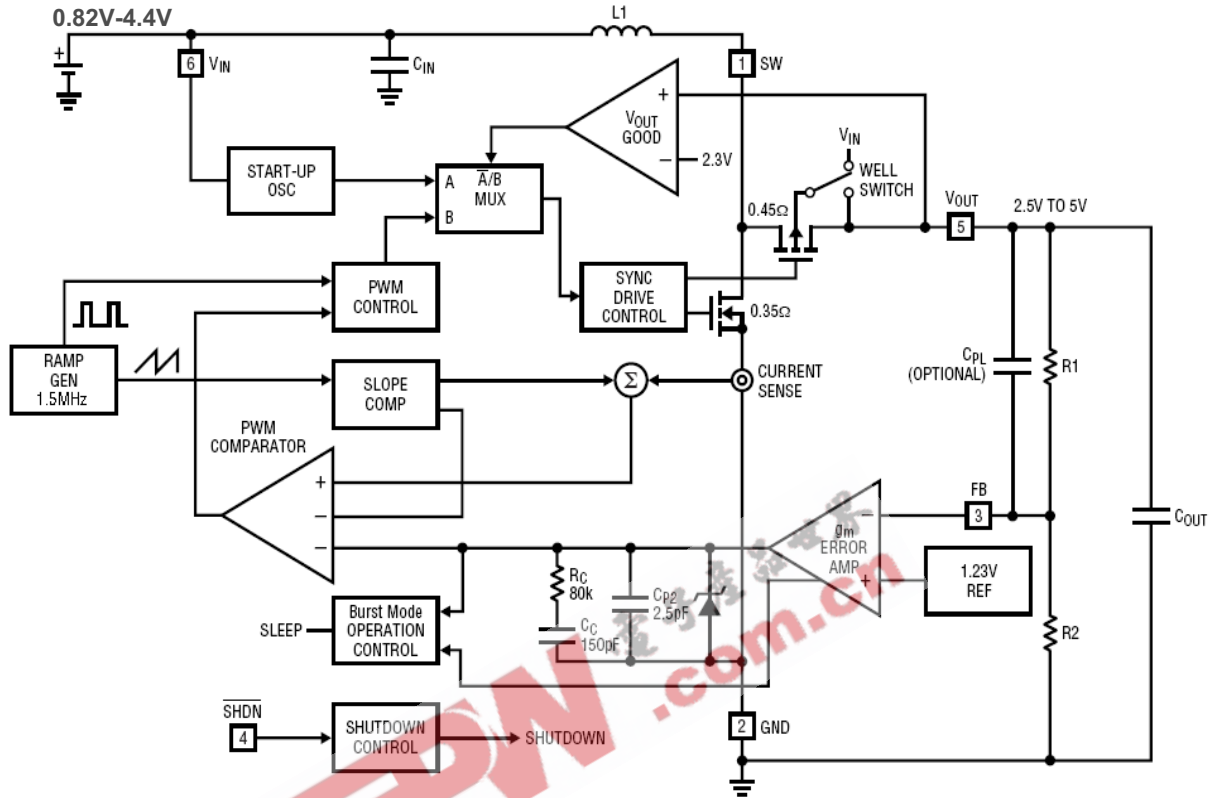 0.82V-4.4V
L1
+
6
VIN
CIN
1
SW
START-UP
OSC
A
B
A/B
MUX
VOUT
GOOD
+
−
2.3V
VIN
WELL
SWITCH
0.45Ω
VOUT
5
2.5V TO 5V
PWM
CONTROL
SYNC
DRIVE
CONTROL
0.35Ω
RAMP
GEN
1.5MHz
SLOPE
COMP
Σ
CURRENT
SENSE
CPL
(OPTIONAL)
R1
PWM
COMPARATOR
+
−
−
FB
3
COUT
−
gm
ERROR
AMP
+
1.23V
REF
RC
80k
CP2
2.5pF
CC
150pF
R2
SLEEP
Burst Mode
OPERATION
CONTROL
SHDN
4
SHUTDOWN
CONTROL
SHUTDOWN
2
GND
.com.cn